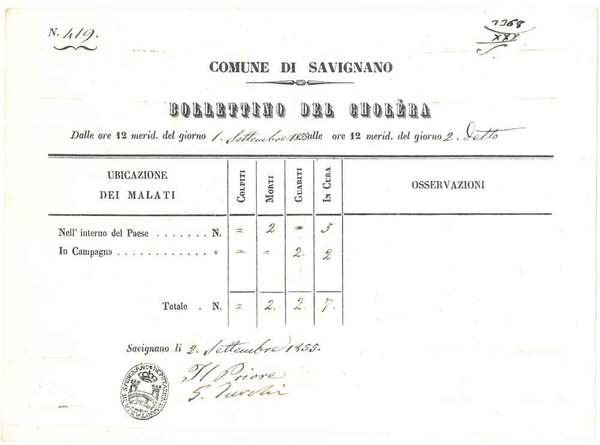 N. 419.
1968
XXV
COMUNE DI SAVIGNANO
BOLLETTINO DEL CHOLÈRA
Dalle ore 12 merid. del giorno 1. Settembre 1855 alle ore 12 merid. del giorno 2. detto
UBICAZIONE DEI MALATI
COLPITI
MORTI
GUARITI
IN CURA
OSSERVAZIONI
Nell' interno del Paese . . . . . . . N. = 2 = 5
In Campagna . . . . . . . . . . . . « = = 2. 2
Totale . N. = 2. 2. 7.
Savignano li 2. Settembre 1855.
Il Priore
G.